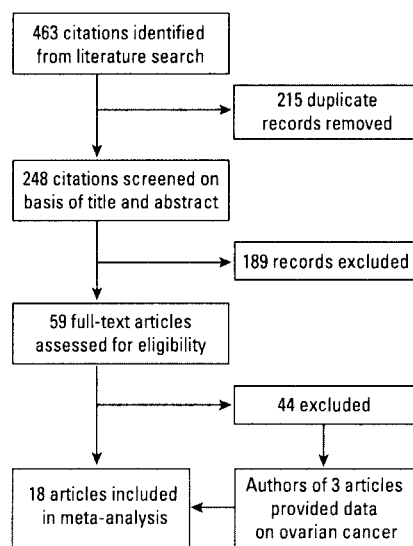 463 citations identified
from literature search
215 duplicate
records removed
248 citations screened on
basis of title and abstract
189 records excluded
59 full-text articles
assessed for eligibility
44 excluded
18 articles included
in meta-analysis
Authors of 3 articles
provided data
on ovarian cancer